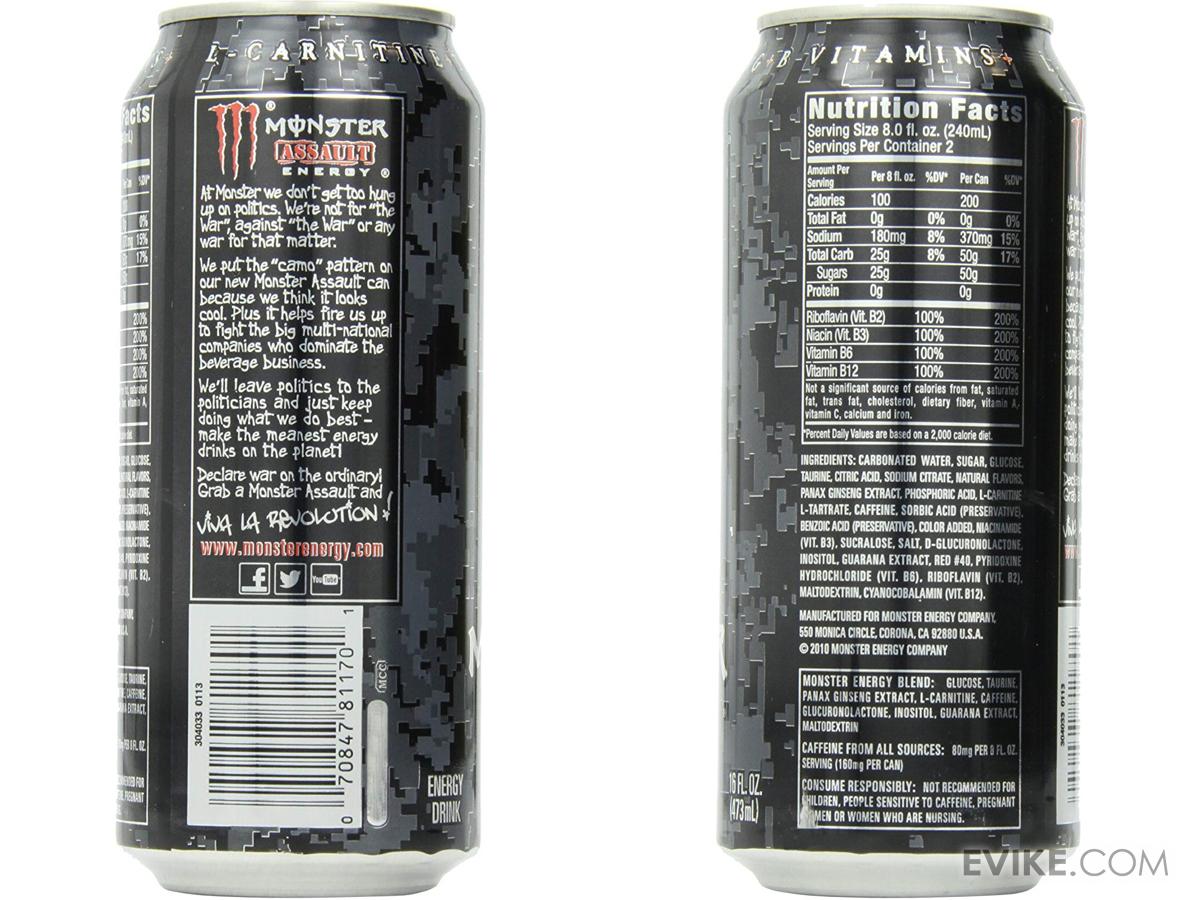 L-CARNITINE
Facts
MONSTER
ASSAULT
ENERGY ®
At Monster we don't get too hung
up on politics. We're not for "the
War", against "the War" or any
war for that matter.
We put the "camo" pattern on
our new Monster Assault can
because we think it looks
cool. Plus it helps fire us up
to fight the big multi-national
companies who dominate the
beverage business.
We'll leave politics to the
politicians and just keep
doing what we do best –
make the meanest energy
drinks on the planet!
Declare war on the ordinary!
Grab a Monster Assault and
VIVA LA REVOLUTION!
www.monsterenergy.com
f YouTube
304033 0113
0 70847 81170 1
MCC
ENERGY
DRINK
B VITAMINS+
Nutrition Facts
Serving Size 8.0 fl. oz. (240mL)
Servings Per Container 2
Amount Per
Serving Per 8 fl. oz. %DV* Per Can %DV*
Calories 100 200
Total Fat 0g 0% 0g 0%
Sodium 180mg 8% 370mg 15%
Total Carb 25g 8% 50g 17%
Sugars 25g 50g
Protein 0g 0g
Riboflavin (Vit. B2) 100% 200%
Niacin (Vit. B3) 100% 200%
Vitamin B6 100% 200%
Vitamin B12 100% 200%
Not a significant source of calories from fat, saturated
fat, trans fat, cholesterol, dietary fiber, vitamin A,
vitamin C, calcium and iron.
*Percent Daily Values are based on a 2,000 calorie diet.
INGREDIENTS: CARBONATED WATER, SUGAR, GLUCOSE,
TAURINE, CITRIC ACID, SODIUM CITRATE, NATURAL FLAVORS,
PANAX GINSENG EXTRACT, PHOSPHORIC ACID, L-CARNITINE
L-TARTRATE, CAFFEINE, SORBIC ACID (PRESERVATIVE),
BENZOIC ACID (PRESERVATIVE), COLOR ADDED, NIACINAMIDE
(VIT. B3), SUCRALOSE, SALT, D-GLUCURONOLACTONE,
INOSITOL, GUARANA EXTRACT, RED #40, PYRIDOXINE
HYDROCHLORIDE (VIT. B6), RIBOFLAVIN (VIT. B2),
MALTODEXTRIN, CYANOCOBALAMIN (VIT. B12).
MANUFACTURED FOR MONSTER ENERGY COMPANY,
550 MONICA CIRCLE, CORONA, CA 92880 U.S.A.
© 2010 MONSTER ENERGY COMPANY
MONSTER ENERGY BLEND: GLUCOSE, TAURINE,
PANAX GINSENG EXTRACT, L-CARNITINE, CAFFEINE,
GLUCURONOLACTONE, INOSITOL, GUARANA EXTRACT,
MALTODEXTRIN
CAFFEINE FROM ALL SOURCES: 80mg PER 8 FL. OZ.
SERVING (160mg PER CAN)
CONSUME RESPONSIBLY: NOT RECOMMENDED FOR
CHILDREN, PEOPLE SENSITIVE TO CAFFEINE, PREGNANT
WOMEN OR WOMEN WHO ARE NURSING.
16 FL. OZ.
(473mL)
304033 0113
EVIKE.COM